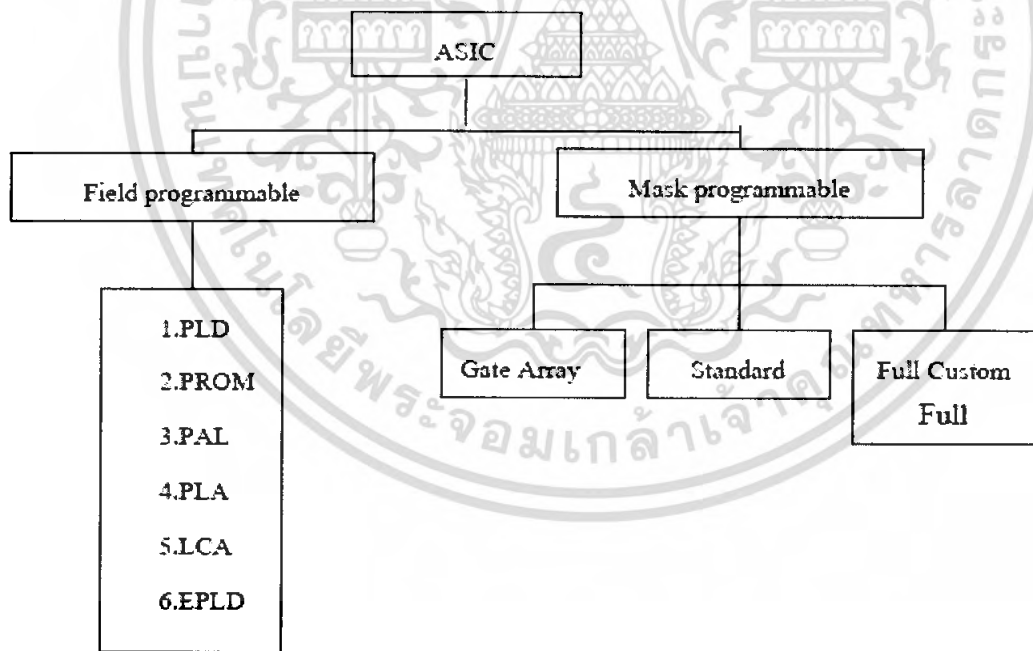 ASIC
Field programmable
Mask programmable
1.PLD
2.PROM
3.PAL
4.PLA
5.LCA
6.EPLD
Gate Array
Standard
Full Custom
Full